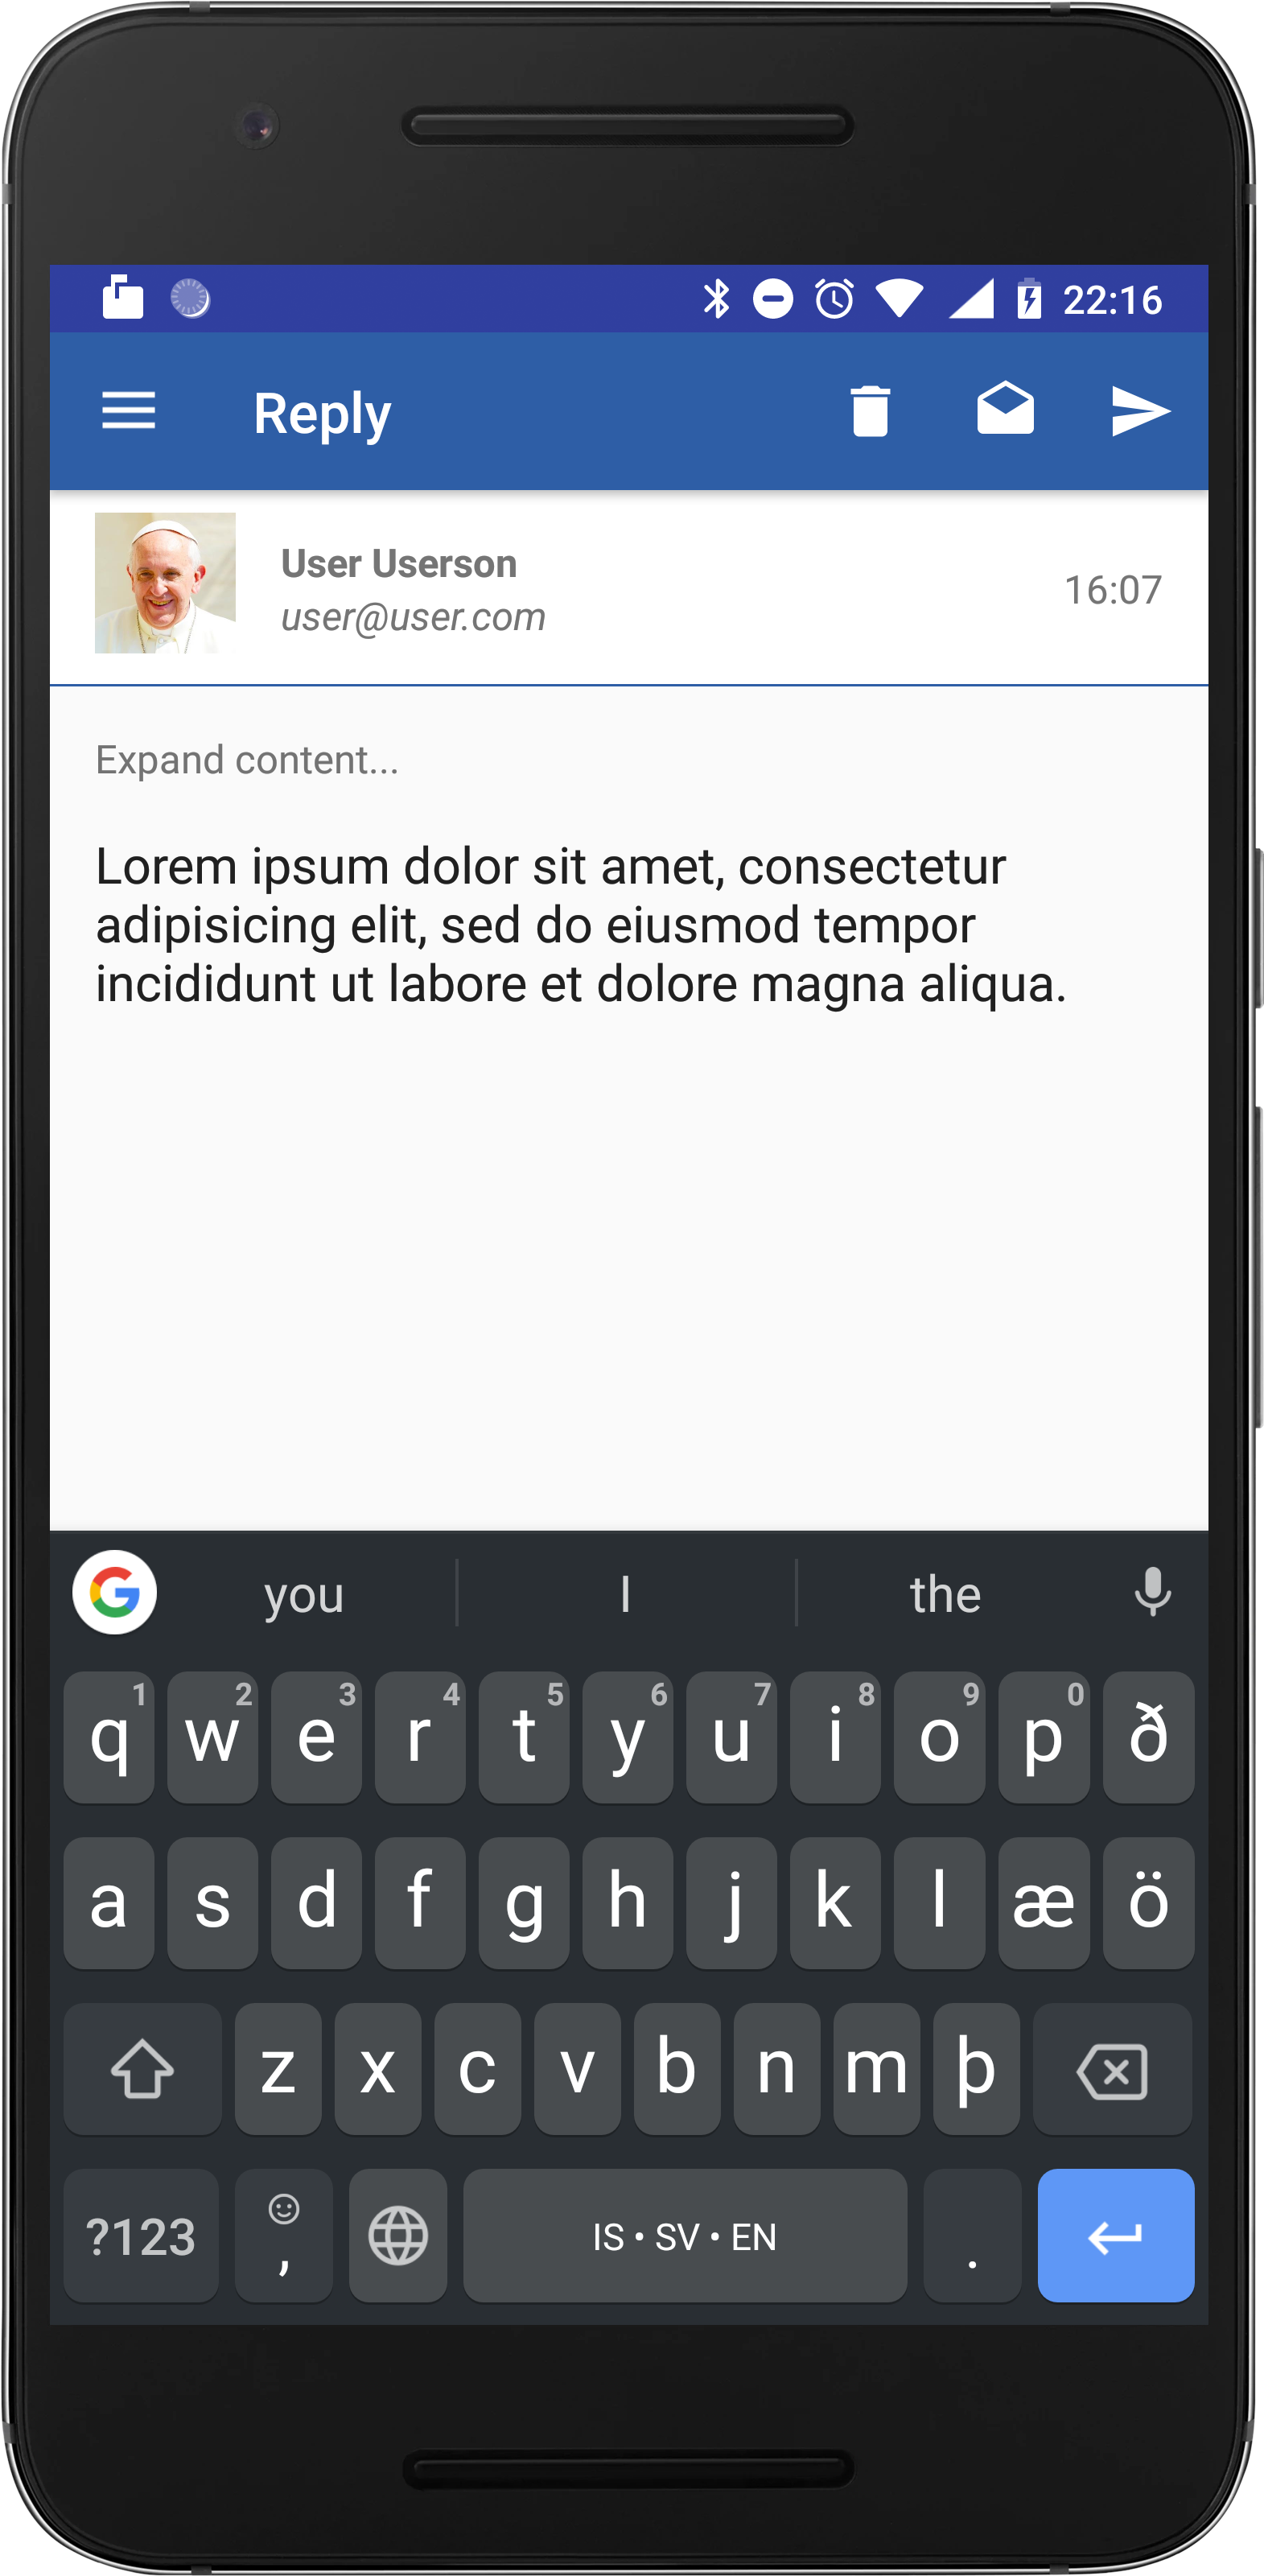 22:16
Reply
User Userson
user@user.com
16:07
Expand content...
Lorem ipsum dolor sit amet, consectetur
adipisicing elit, sed do eiusmod tempor
incididunt ut labore et dolore magna aliqua.
G you I the
q 1 w 2 e 3 r 4 t 5 y 6 u 7 i 8 o 9 p 0 ð
a s d f g h j k l æ ö
z x c v b n m þ
?123 , IS • SV • EN .